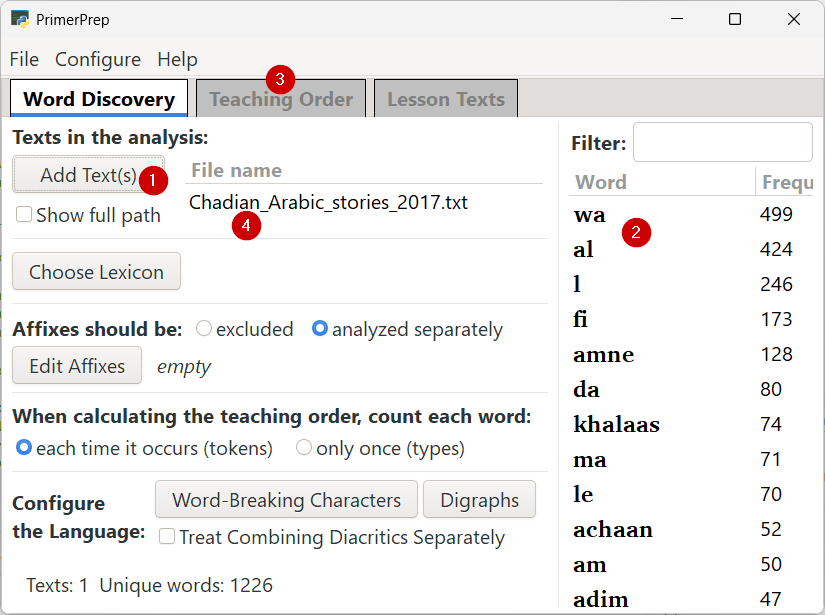 PrimerPrep
File Configure Help
Word Discovery Teaching Order Lesson Texts
3
Texts in the analysis:
Add Text(s) 1
Show full path
File name
Chadian_Arabic_stories_2017.txt
4
Choose Lexicon
Affixes should be: excluded analyzed separately
Edit Affixes empty
When calculating the teaching order, count each word:
each time it occurs (tokens) only once (types)
Configure
the Language:
Word-Breaking Characters Digraphs
Treat Combining Diacritics Separately
Texts: 1 Unique words: 1226
Filter:
Word Frequ
wa 499
2
al 424
l 246
fi 173
amne 128
da 80
khalaas 74
ma 71
le 70
achaan 52
am 50
adim 47